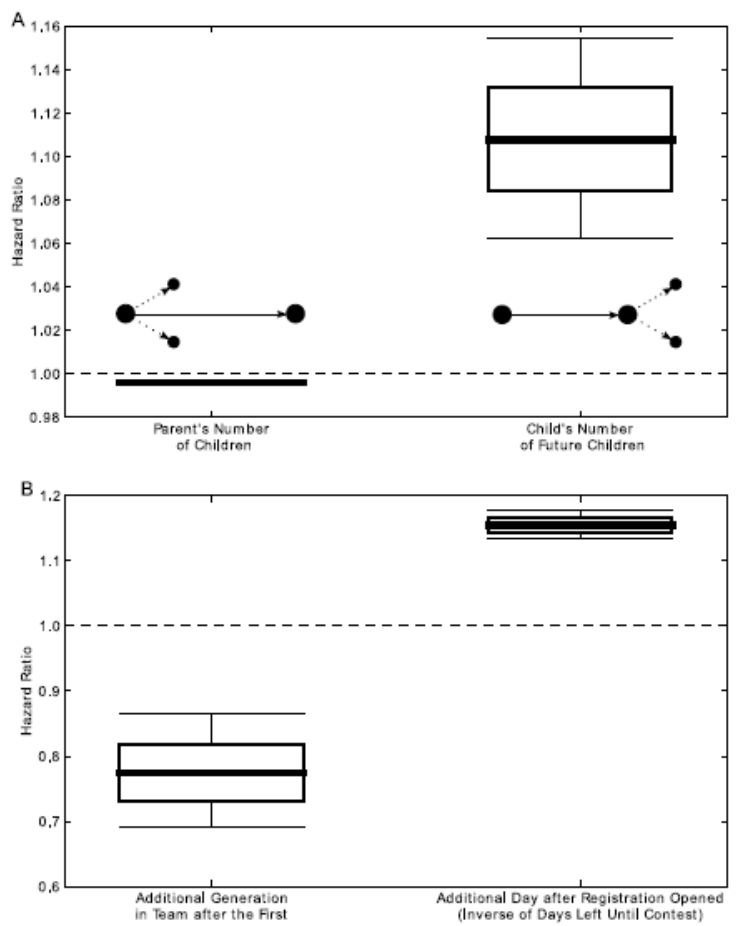 A
1.16
1.14
1.12
1.10
1.08
1.06
1.04
1.02
1.00
0.98
Hazard Ratio
Parent's Number
of Children
Child's Number
of Future Children
B
1.2
1.1
1.0
0.9
0.8
0.7
0.6
Hazard Ratio
Additional Generation
in Team after the First
Additional Day after Registration Opened
(Inverse of Days Left Until Contest)